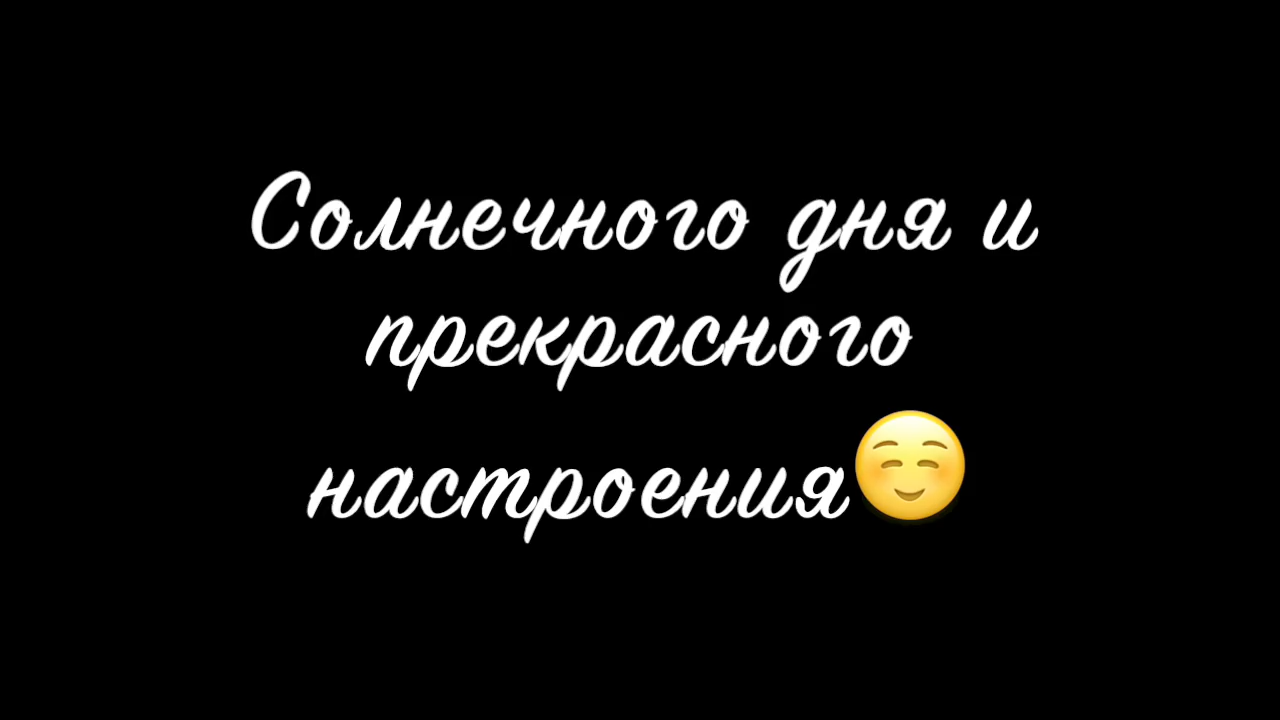 Солнечного дня и
прекрасного
настроения☺️